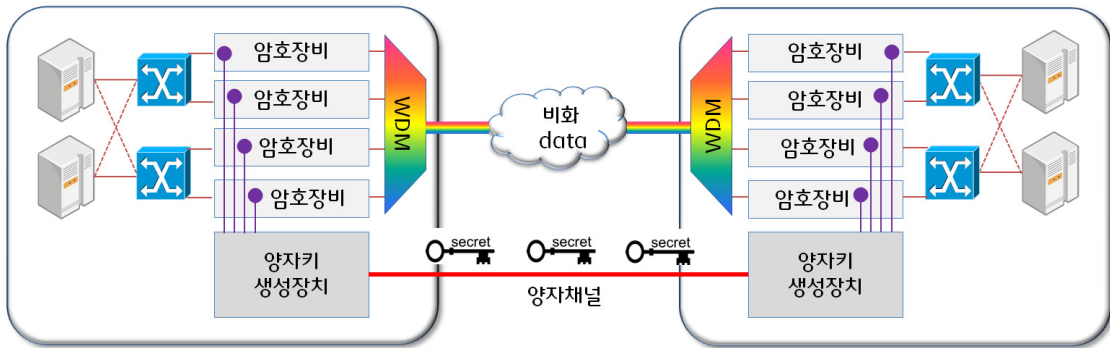 암호장비
암호장비
암호장비
암호장비
WDM
양자키
생성장치
비화
data
secret
secret
secret
양자채널
WDM
암호장비
암호장비
암호장비
암호장비
양자키
생성장치